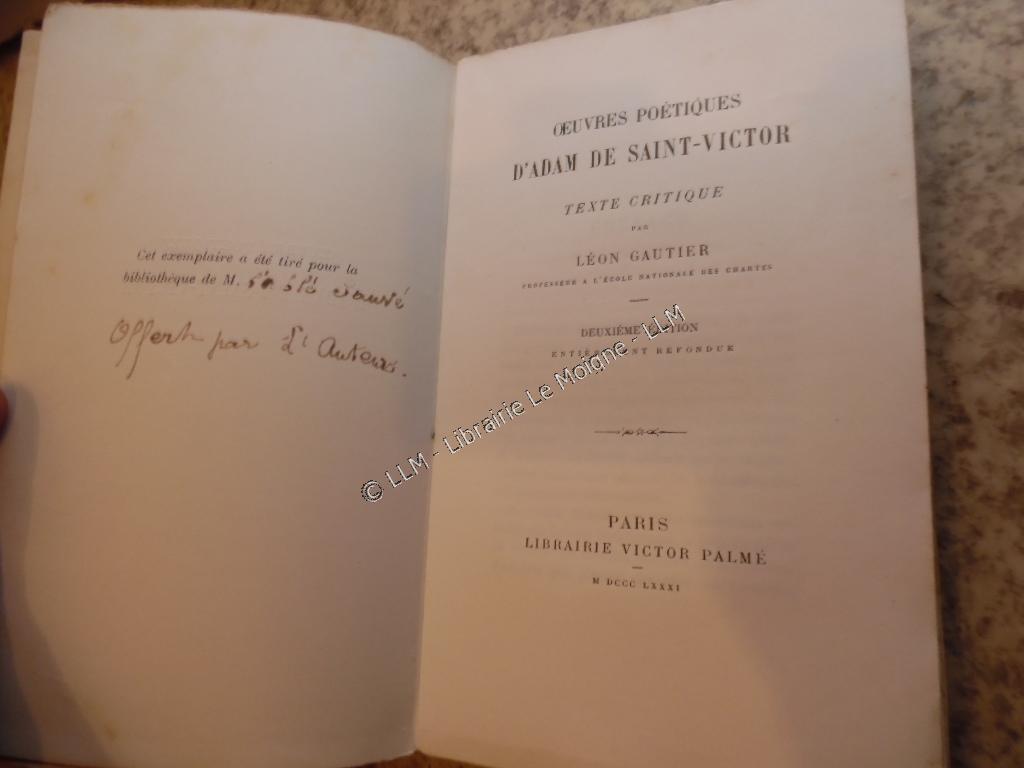 Cet exemplaire a été tiré pour la
bibliothèque de M.
Offert par L'Auteur.
ŒUVRES POÉTIQUES
D'ADAM DE SAINT-VICTOR
TEXTE CRITIQUE
PAR
LÉON GAUTIER
PROFESSEUR A L'ÉCOLE NATIONALE DES CHARTES
DEUXIÈME ÉDITION
ENTIÈREMENT REFONDUE
PARIS
LIBRAIRIE VICTOR PALMÉ
M DCCC LXXXI
© LLM - Librairie Le Moigne - LLM